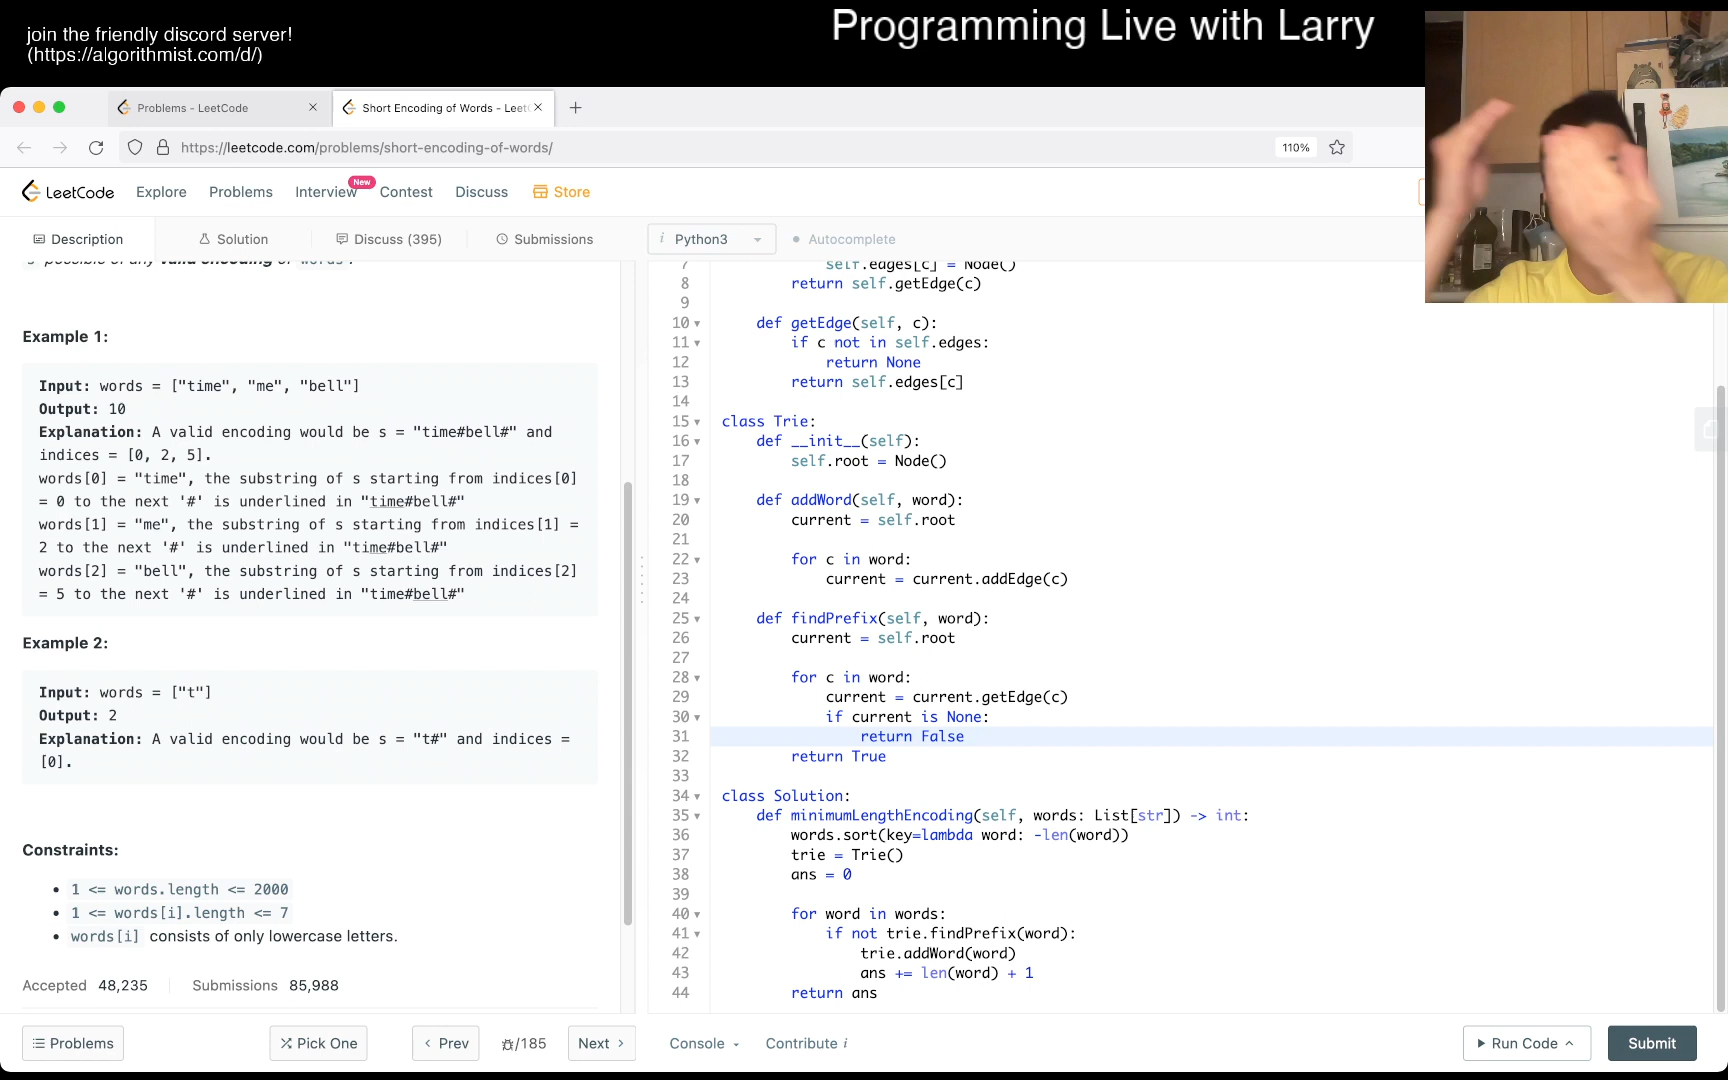 join the friendly discord server!
(https://algorithmist.com/d/)
Programming Live with Larry
Problems - LeetCode
Short Encoding of Words - Leet
https://leetcode.com/problems/short-encoding-of-words/
110%
LeetCode
Explore
Problems
Interview
New
Contest
Discuss
Store
Description
Solution
Discuss (395)
Submissions
i Python3
Autocomplete
s possible of any valid encoding of words.
Example 1:
Input: words = ["time", "me", "bell"]
Output: 10
Explanation: A valid encoding would be s = "time#bell#" and
indices = [0, 2, 5].
words[0] = "time", the substring of s starting from indices[0]
= 0 to the next '#' is underlined in "time#bell#"
words[1] = "me", the substring of s starting from indices[1] =
2 to the next '#' is underlined in "time#bell#"
words[2] = "bell", the substring of s starting from indices[2]
= 5 to the next '#' is underlined in "time#bell#"
Example 2:
Input: words = ["t"]
Output: 2
Explanation: A valid encoding would be s = "t#" and indices =
[0].
Constraints:
1 <= words.length <= 2000
1 <= words[i].length <= 7
words[i] consists of only lowercase letters.
Accepted 48,235
Submissions 85,988
7 self.edges[c] = Node()
8 return self.getEdge(c)
9
10 def getEdge(self, c):
11 if c not in self.edges:
12 return None
13 return self.edges[c]
14
15 class Trie:
16 def __init__(self):
17 self.root = Node()
18
19 def addWord(self, word):
20 current = self.root
21
22 for c in word:
23 current = current.addEdge(c)
24
25 def findPrefix(self, word):
26 current = self.root
27
28 for c in word:
29 current = current.getEdge(c)
30 if current is None:
31 return False
32 return True
33
34 class Solution:
35 def minimumLengthEncoding(self, words: List[str]) -> int:
36 words.sort(key=lambda word: -len(word))
37 trie = Trie()
38 ans = 0
39
40 for word in words:
41 if not trie.findPrefix(word):
42 trie.addWord(word)
43 ans += len(word) + 1
44 return ans
Problems
Pick One
Prev
/185
Next
Console
Contribute i
Run Code
Submit